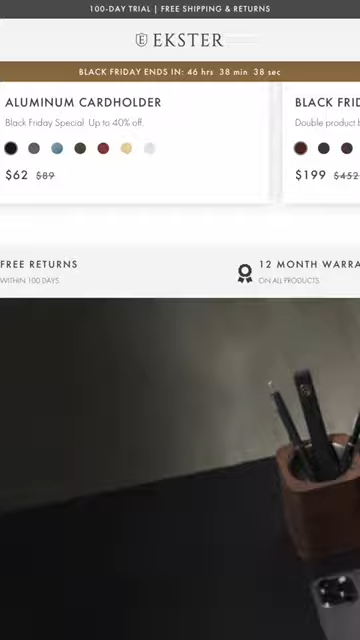 100-DAY TRIAL | FREE SHIPPING & RETURNS
EKSTER
BLACK FRIDAY ENDS IN: 46 hrs 38 min 38 sec
ALUMINUM CARDHOLDER
Black Friday Special Up to 40% off.
$62 $89
BLACK FRID
Double product b
$199 $452
FREE RETURNS
WITHIN 100 DAYS
12 MONTH WARRA
ON ALL PRODUCTS